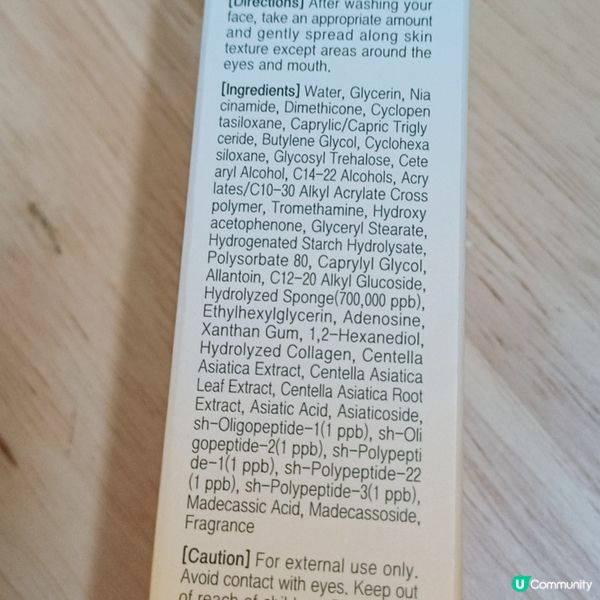 [Directions] After washing your
face, take an appropriate amount
and gently spread along skin
texture except areas around the
eyes and mouth.
[Ingredients] Water, Glycerin, Nia
cinamide, Dimethicone, Cyclopen
tasiloxane, Caprylic/Capric Trigly
ceride, Butylene Glycol, Cyclohexa
siloxane, Glycosyl Trehalose, Cete
aryl Alcohol, C14-22 Alcohols, Acry
lates/C10-30 Alkyl Acrylate Cross
polymer, Tromethamine, Hydroxy
acetophenone, Glyceryl Stearate,
Hydrogenated Starch Hydrolysate,
Polysorbate 80, Caprylyl Glycol,
Allantoin, C12-20 Alkyl Glucoside,
Hydrolyzed Sponge(700,000 ppb),
Ethylhexylglycerin, Adenosine,
Xanthan Gum, 1,2-Hexanediol,
Hydrolyzed Collagen, Centella
Asiatica Extract, Centella Asiatica
Leaf Extract, Centella Asiatica Root
Extract, Asiatic Acid, Asiaticoside,
sh-Oligopeptide-1(1 ppb), sh-Oli
gopeptide-2(1 ppb), sh-Polypepti
de-1(1 ppb), sh-Polypeptide-22
(1 ppb), sh-Polypeptide-3(1 ppb),
Madecassic Acid, Madecassoside,
Fragrance
[Caution] For external use only.
Avoid contact with eyes. Keep out
of reach of children.
U Community